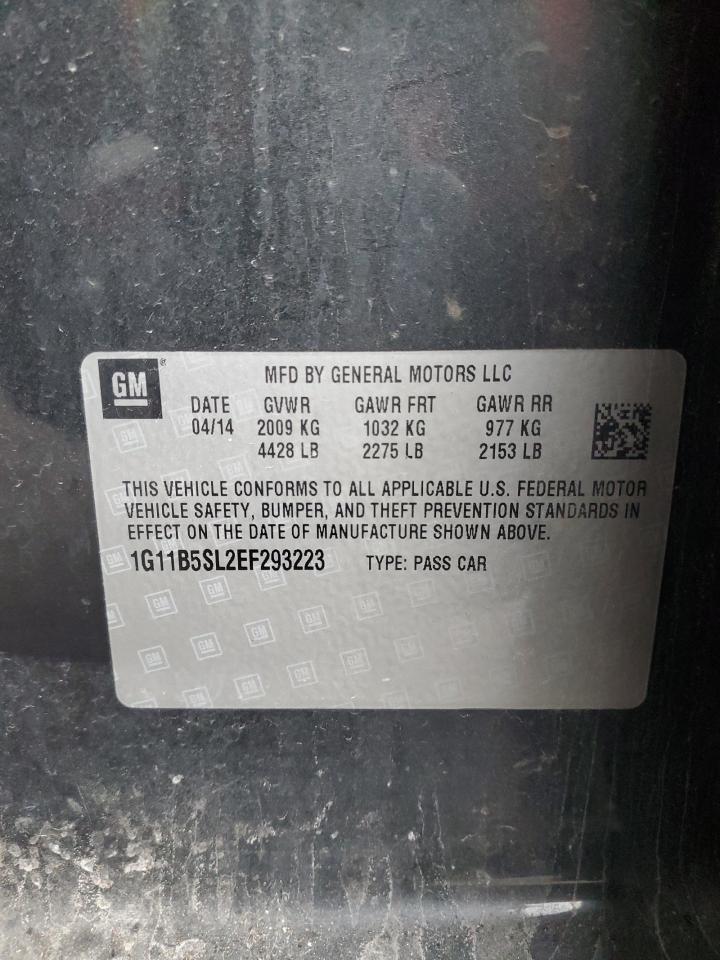 GM
MFD BY GENERAL MOTORS LLC
DATE GVWR GAWR FRT GAWR RR
04/14 2009 KG 1032 KG 977 KG
4428 LB 2275 LB 2153 LB
THIS VEHICLE CONFORMS TO ALL APPLICABLE U.S. FEDERAL MOTOR
VEHICLE SAFETY, BUMPER, AND THEFT PREVENTION STANDARDS IN
EFFECT ON THE DATE OF MANUFACTURE SHOWN ABOVE.
1G11B5SL2EF293223 TYPE: PASS CAR